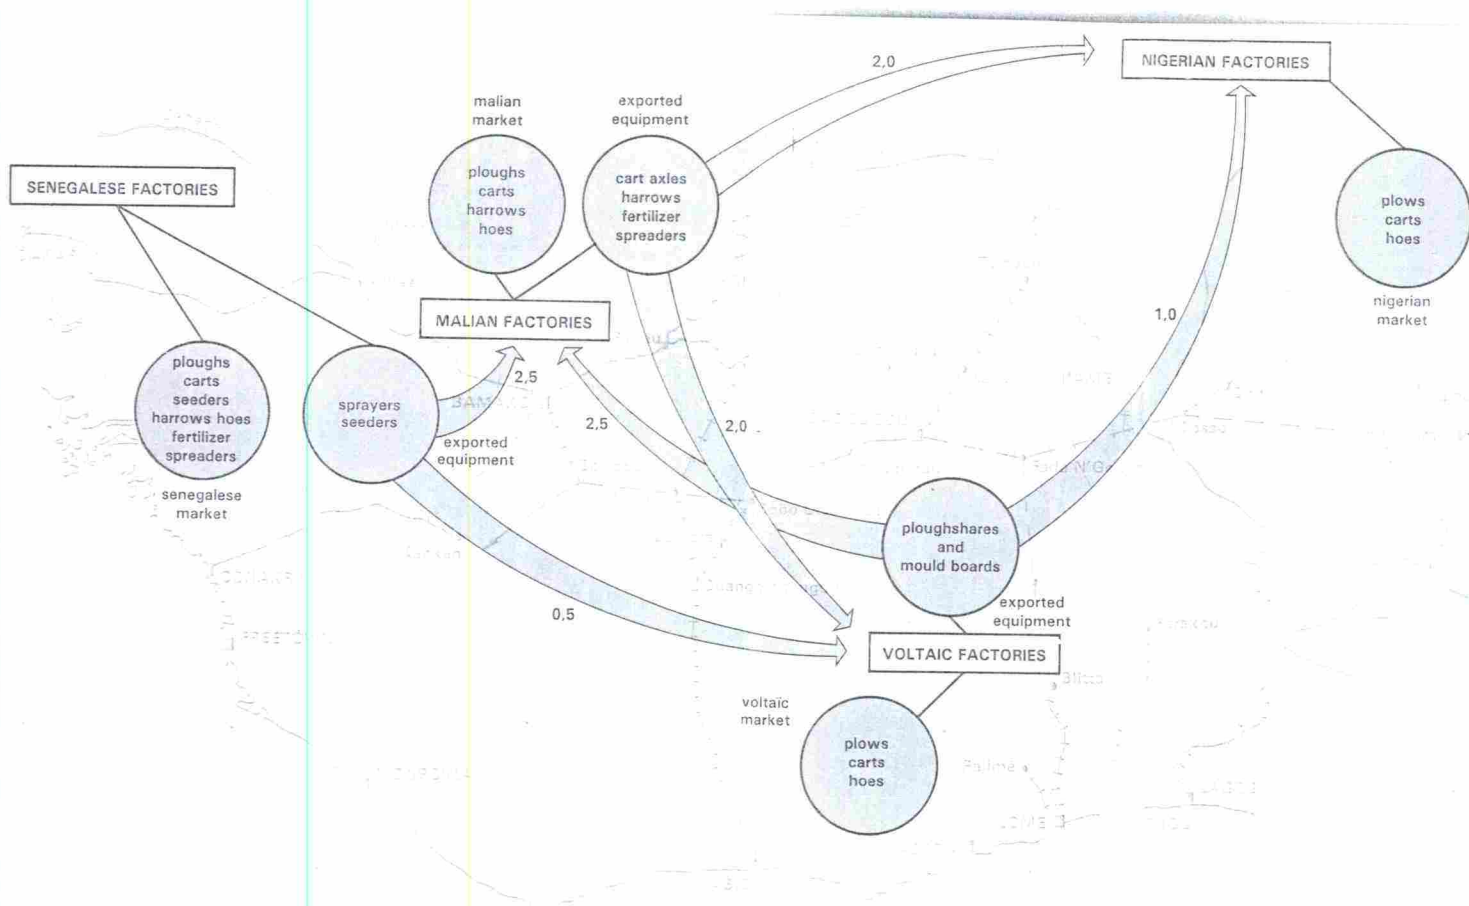 NIGERIAN FACTORIES
2,0
malian
market
exported
equipment
ploughs
carts
harrows
hoes
cart axles
harrows
fertilizer
spreaders
SENEGALESE FACTORIES
plows
carts
hoes
nigerian
market
MALIAN FACTORIES
1,0
ploughs
carts
seeders
harrows hoes
fertilizer
spreaders
senegalese
market
sprayers
seeders
2,5
exported
equipment
2,5
2,0
ploughshares
and
mould boards
exported
equipment
0,5
VOLTAIC FACTORIES
voltaïc
market
plows
carts
hoes